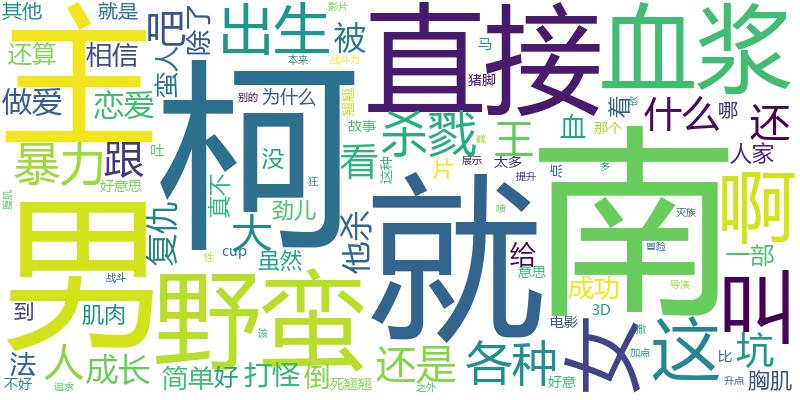 其他
就是
还算
相信
吧
除了
蛮人
出生
被
影片
马
本来
战斗力
猪脚
直接
血浆
主
柯
做爱
恋爱
别的
为什么
翘翘
故事
杀戮
王
血
着
什么
哪
还
那个
人家
暴力
跟
没
看
这种
片
展示
太多
提升
多
吐
真不
好意思
复仇
劲儿
狂
就
南
啊
灭族
大
他杀
cup
虽然
性
给
意思
冒险
一部
男
野蛮
战斗
喷
成功
3D
导演
叫
到
肌肉
该
电影
女
撒
这
加点
比
坑
法
人
成长
简单
好
打怪
倒
还是
各种
死翘翘
之外
好意
不好
追求
升点
胸肌